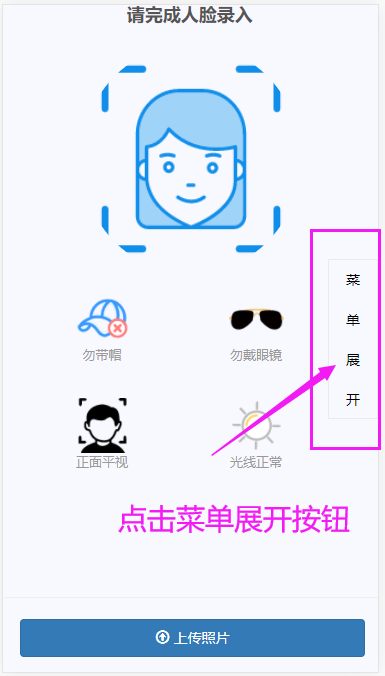 请完成人脸录入
勿带帽
勿戴眼镜
菜
单
展
开
正面平视
光线正常
点击菜单展开按钮
上传照片